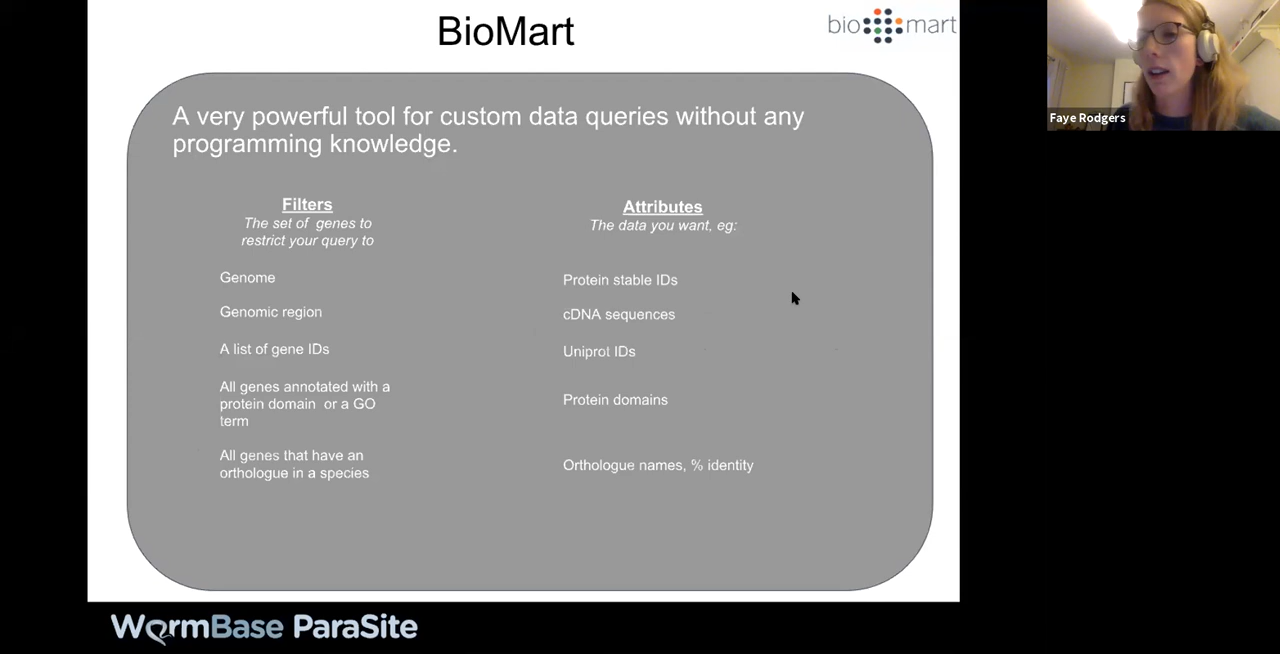 BioMart
bio mart
Faye Rodgers
A very powerful tool for custom data queries without any
programming knowledge.
Filters
The set of genes to
restrict your query to
Genome
Genomic region
A list of gene IDs
All genes annotated with a
protein domain or a GO
term
All genes that have an
orthologue in a species
Attributes
The data you want, eg:
Protein stable IDs
cDNA sequences
Uniprot IDs
Protein domains
Orthologue names, % identity
WormBase ParaSite